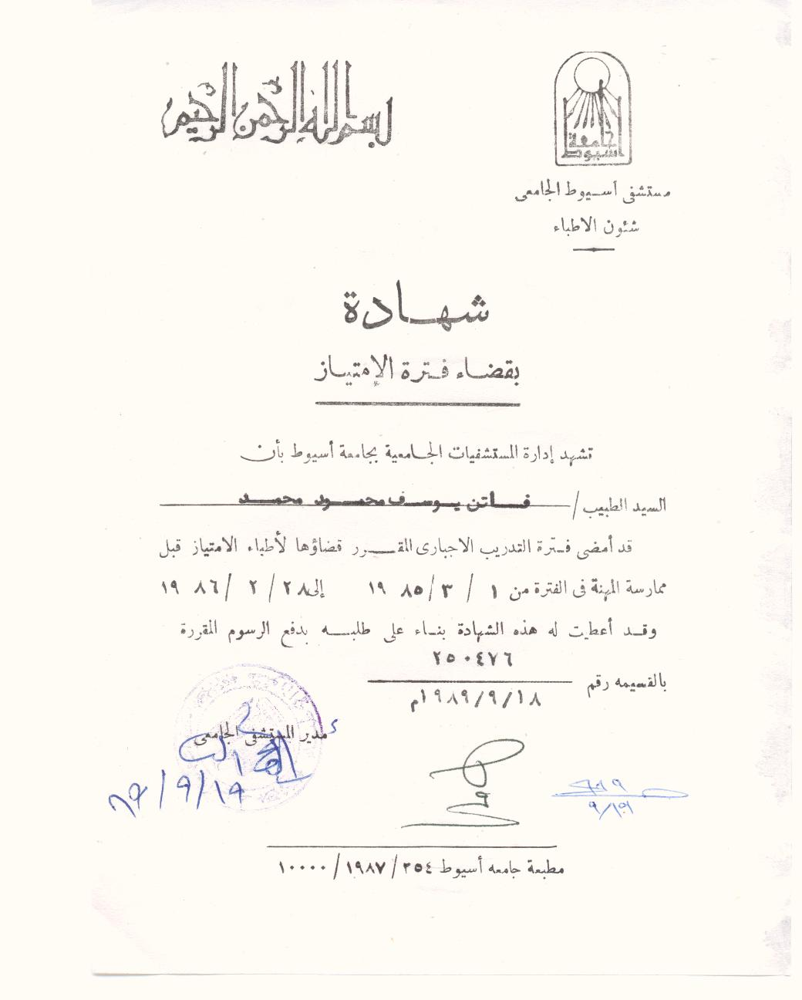 بسم الله الرحمن الرحيم
جامعة
أسيوط
مستشفى أسيوط الجامعى
شئون الاطباء
شهادة
بقضاء فترة الإمتياز
تشهد إدارة المستشفيات الجامعية بجامعة أسيوط بأن
السيد الطبيب / فاتن يوسف محمود محمد
قد أمضى فترة التدريب الاجبارى المقرر قضاؤها لأطباء الامتياز قبل
ممارسة المهنة فى الفترة من ١ / ٣ / ٨٥ ١٩ إلى ٢٨ / ٢ / ٨٦ ١٩
وقد أعطيت له هذه الشهادة بناء على طلبه بدفع الرسوم المقررة
٢٥٠٤٧٦
بالقسيمه رقم
١٩٨٩/٩/١٨م
مدير المستشفى الجامعى
٩/١٩
مطبعة جامعه أسيوط ٢٥٤ / ١٩٨٧ / ١٠٠٠٠